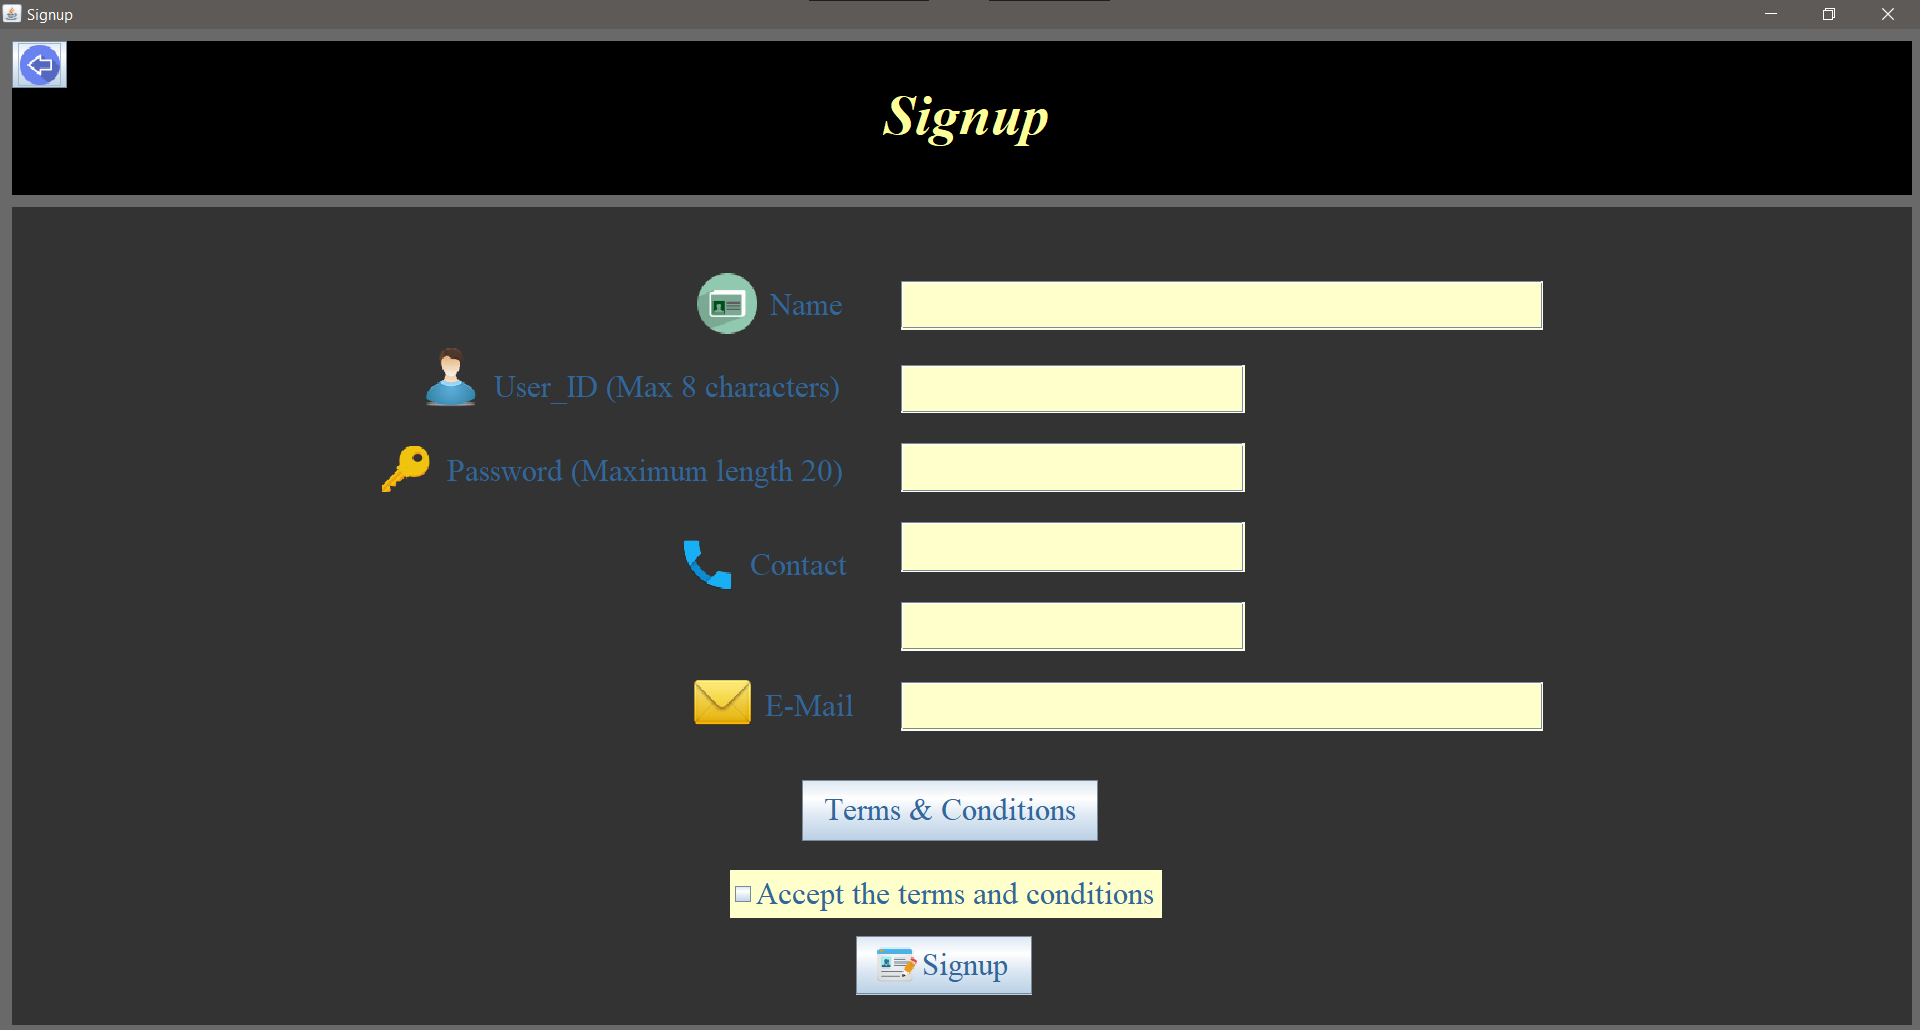 Signup
Signup
Name
User_ID (Max 8 characters)
Password (Maximum length 20)
Contact
E-Mail
Terms & Conditions
Accept the terms and conditions
Signup